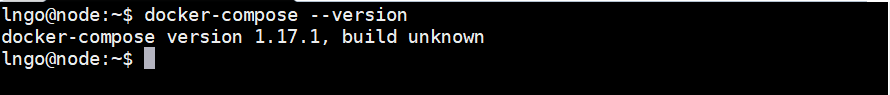 lngo@node:~$ docker-compose --version
docker-compose version 1.17.1, build unknown
lngo@node:~$